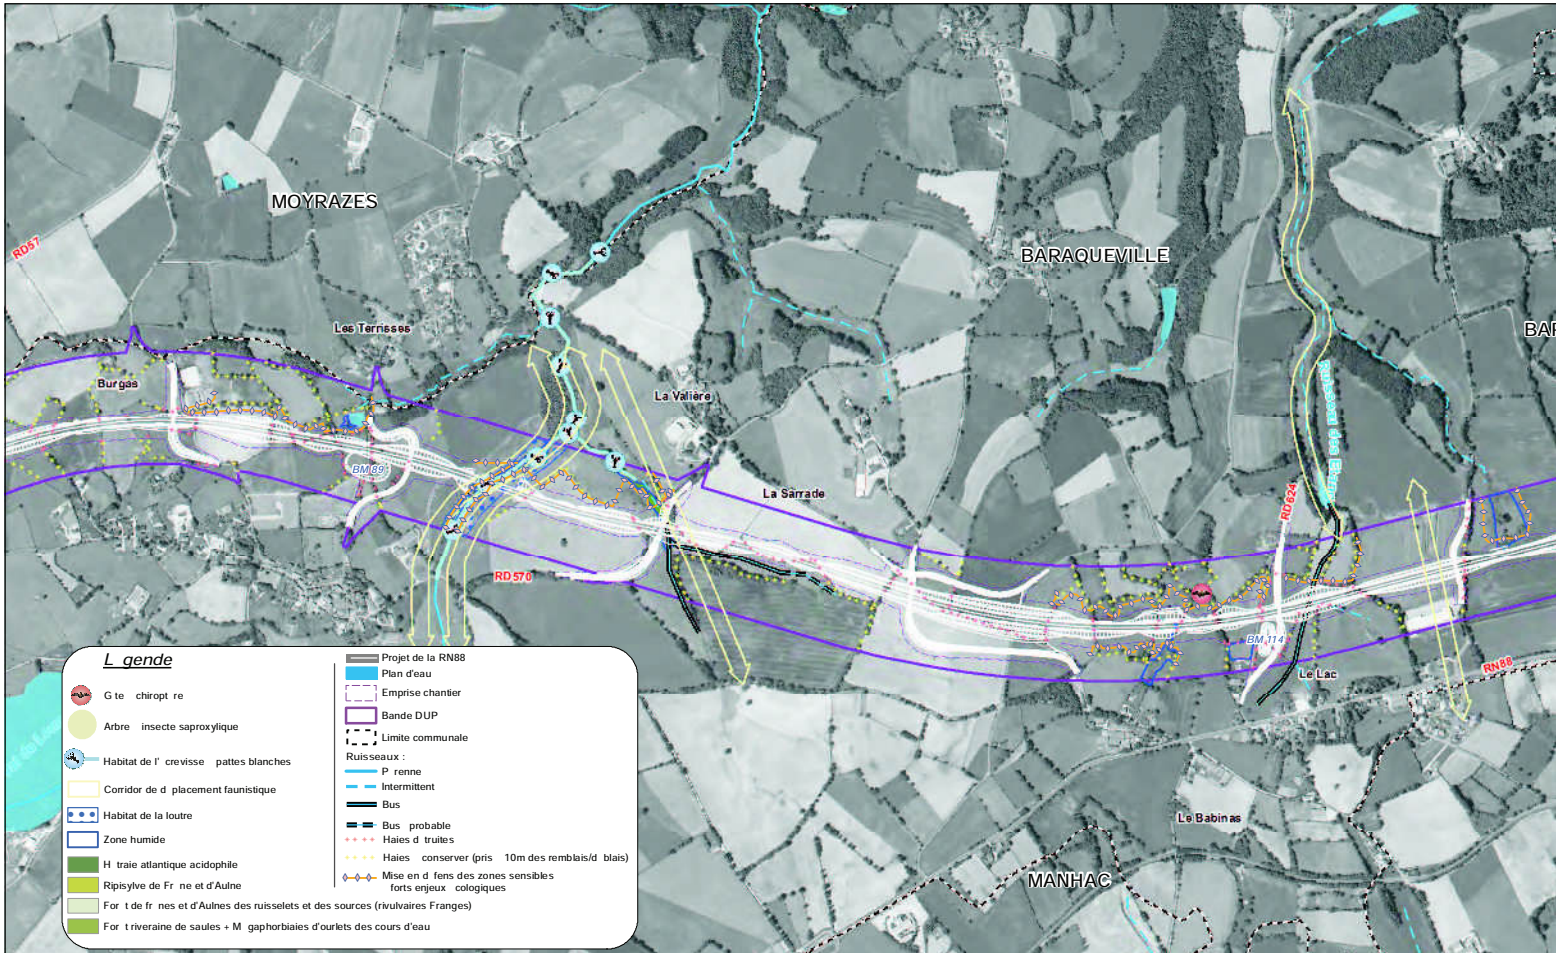 MOYRAZES
RD57
BARAQUEVILLE
Les Terrisses
BAR
Burgas
La Valière
BM 89
La Sarrade
RD624
RD570
BM 114
Le Lac
RN88
Le Babinas
MANHAC
L gende
G te chiropt re
Arbre insecte saproxylique
Habitat de l' crevisse pattes blanches
Corridor de d placement faunistique
Habitat de la loutre
Zone humide
H traie atlantique acidophile
Ripisylve de Fr ne et d'Aulne
For t de fr nes et d'Aulnes des ruisselets et des sources (rivulvaires Franges)
For t riveraine de saules + M gaphorbiaies d'ourlets des cours d'eau
Projet de la RN88
Plan d'eau
Emprise chantier
Bande DUP
Limite communale
Ruisseaux :
P renne
Intermittent
Bus
Bus probable
Haies d truites
Haies conserver (pris 10m des remblais/d blais)
Mise en d fens des zones sensibles
forts enjeux cologiques